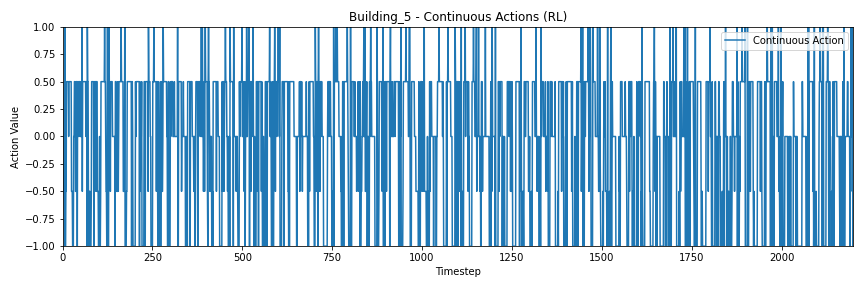 Building_5 - Continuous Actions (RL)
Continuous Action
Action Value
1.00
0.75
0.50
0.25
0.00
−0.25
−0.50
−0.75
−1.00
0 250 500 750 1000 1250 1500 1750 2000
Timestep